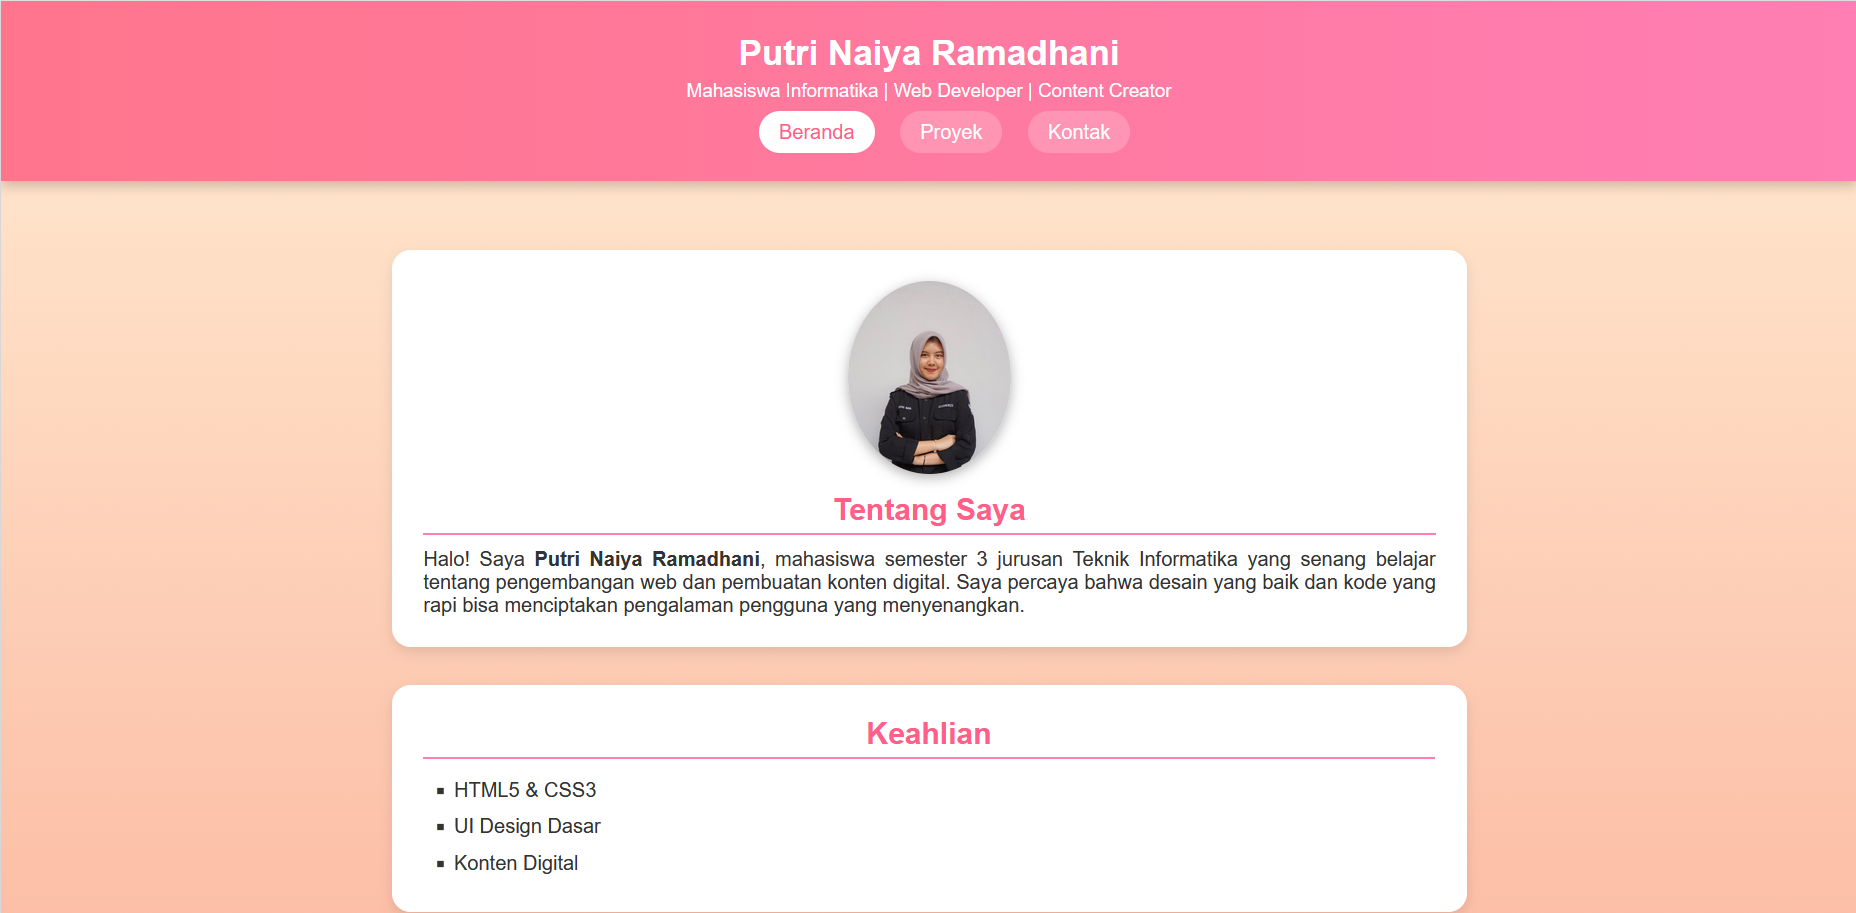 Putri Naiya Ramadhani
Mahasiswa Informatika | Web Developer | Content Creator
Beranda Proyek Kontak
Tentang Saya
Halo! Saya Putri Naiya Ramadhani, mahasiswa semester 3 jurusan Teknik Informatika yang senang belajar
tentang pengembangan web dan pembuatan konten digital. Saya percaya bahwa desain yang baik dan kode yang
rapi bisa menciptakan pengalaman pengguna yang menyenangkan.
Keahlian
▪ HTML5 & CSS3
▪ UI Design Dasar
▪ Konten Digital